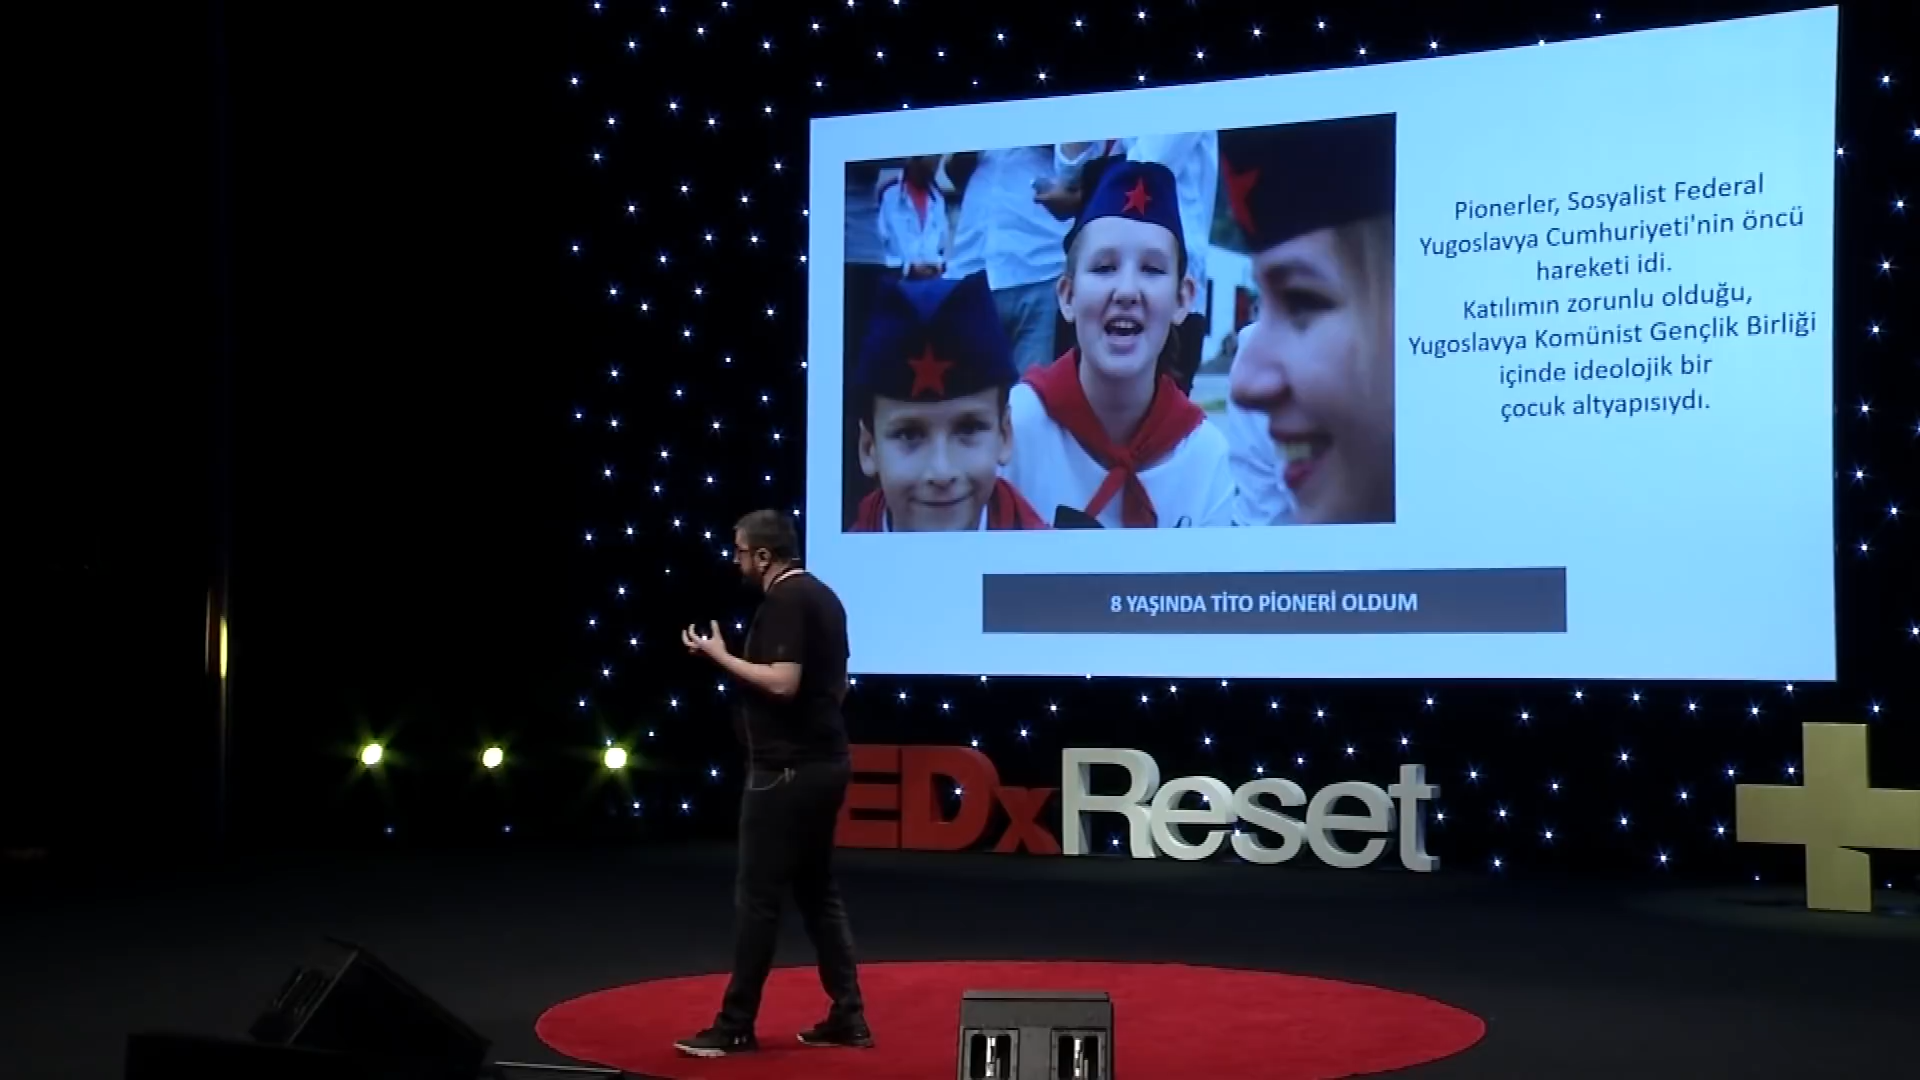 Pionerler, Sosyalist Federal
Yugoslavya Cumhuriyeti'nin öncü
hareketi idi.
Katılımın zorunlu olduğu,
Yugoslavya Komünist Gençlik Birliği
içinde ideolojik bir
çocuk altyapısıydı.
8 YAŞINDA TİTO PİONERİ OLDUM
EDxReset